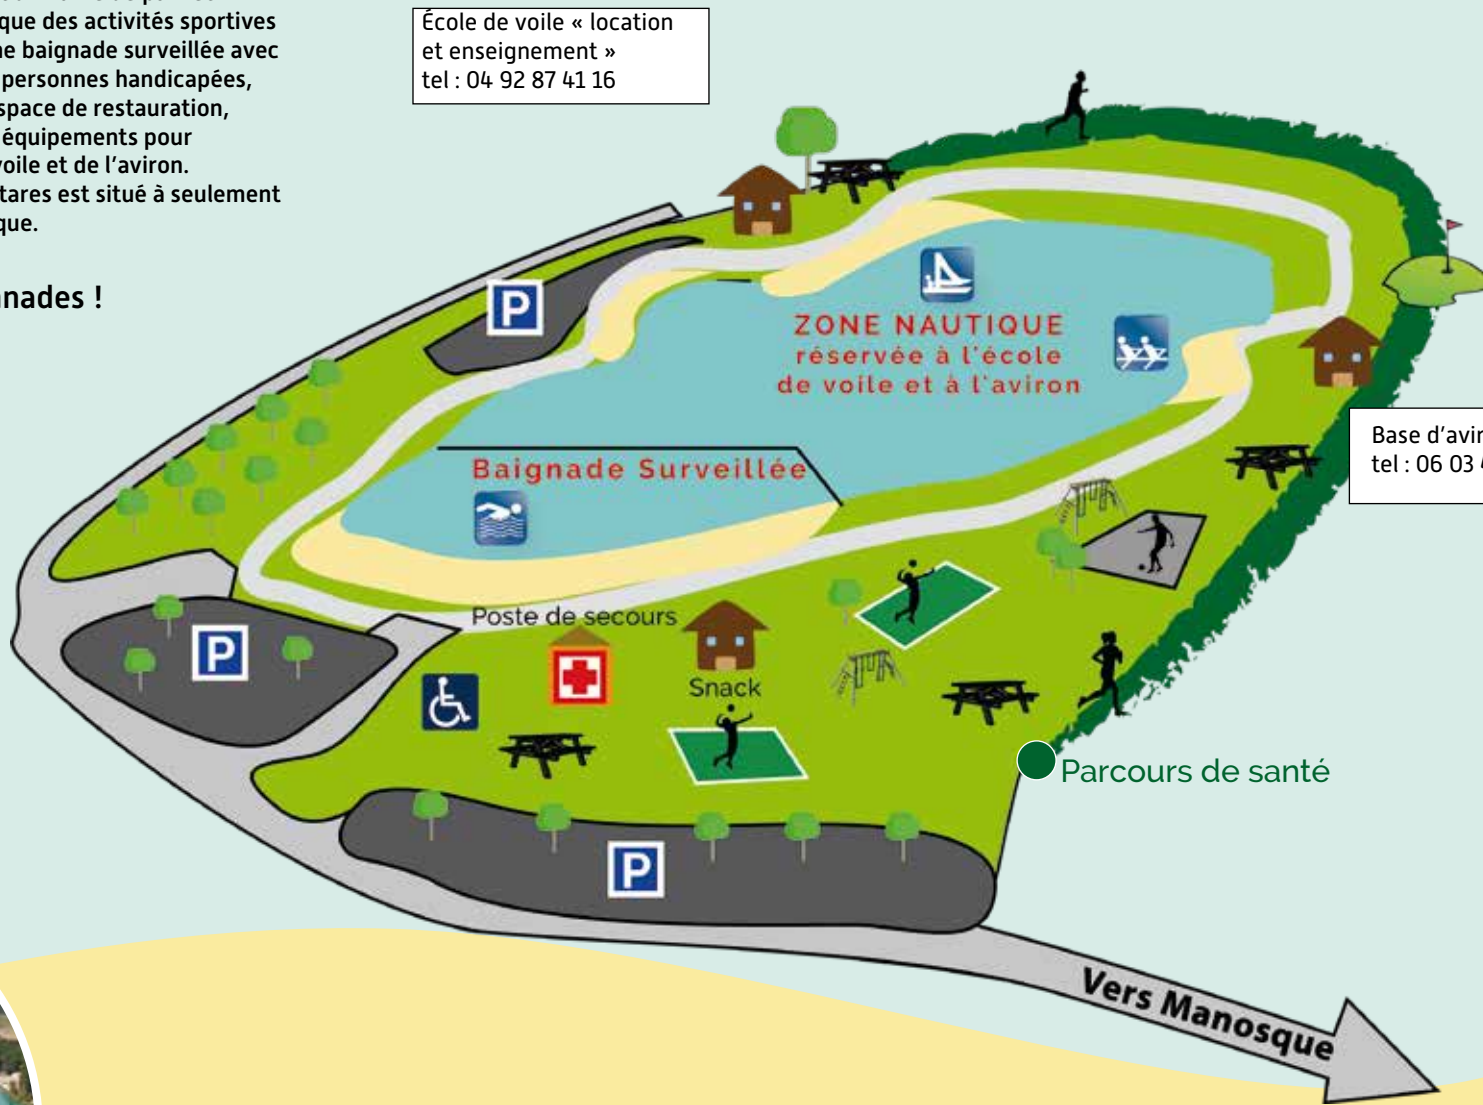 que des activités sportives
ne baignade surveillée avec
personnes handicapées,
space de restauration,
équipements pour
voile et de l'aviron.
tares est situé à seulement
que.
nades !
École de voile « location
et enseignement »
tel : 04 92 87 41 16
P
ZONE NAUTIQUE
réservée à l'école
de voile et à l'aviron
Base d'avir
tel : 06 03 4
Baignade Surveillée
Poste de secours
P
Snack
Parcours de santé
P
Vers Manosque